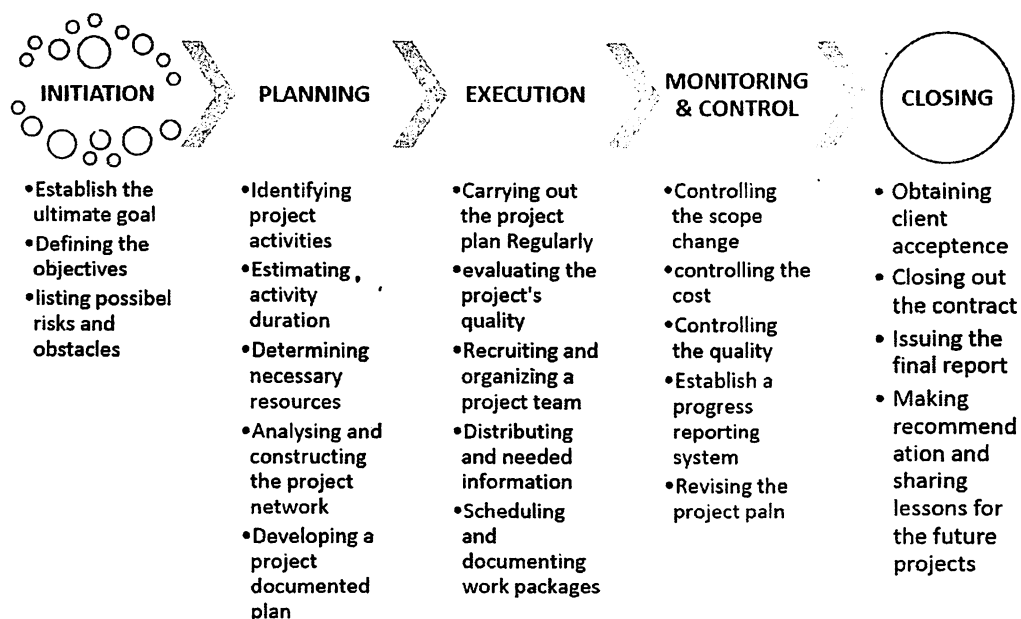 INITIATION
•Establish the
ultimate goal
•Defining the
objectives
•listing possibel
risks and
obstacles
PLANNING
•Identifying
project
activities
•Estimating
activity
duration
•Determining
necessary
resources
•Analysing and
constructing
the project
network
•Developing a
project
documented
plan
EXECUTION
•Carrying out
the project
plan Regularly
•evaluating the
project's
quality
•Recruiting and
organizing a
project team
•Distributing
and needed
information
•Scheduling
and
documenting
work packages
MONITORING
& CONTROL
•Controlling
the scope
change
•controlling the
cost
•Controlling
the quality
•Establish a
progress
reporting
system
•Revising the
project paln
CLOSING
• Obtaining
client
acceptence
• Closing out
the contract
• Issuing the
final report
• Making
recommend
ation and
sharing
lessons for
the future
projects